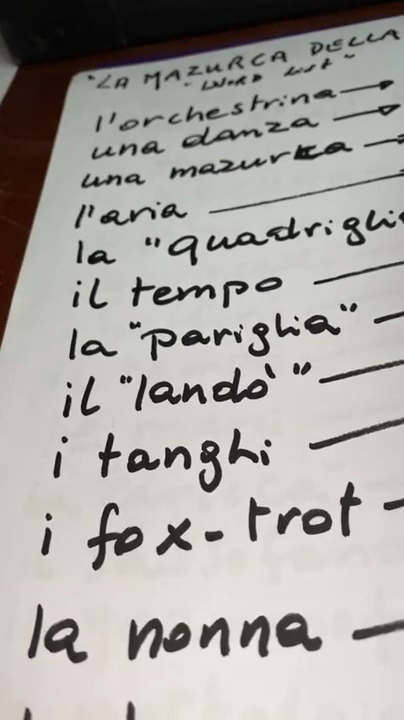 "LA MAZURCA DELLA
- WORD LIST -
l'orchestrina
una danza
una mazurka
l'aria
la "quadriglia
il tempo
la "pariglia"
il "landò"
i tanghi
i fox-trot
la nonna